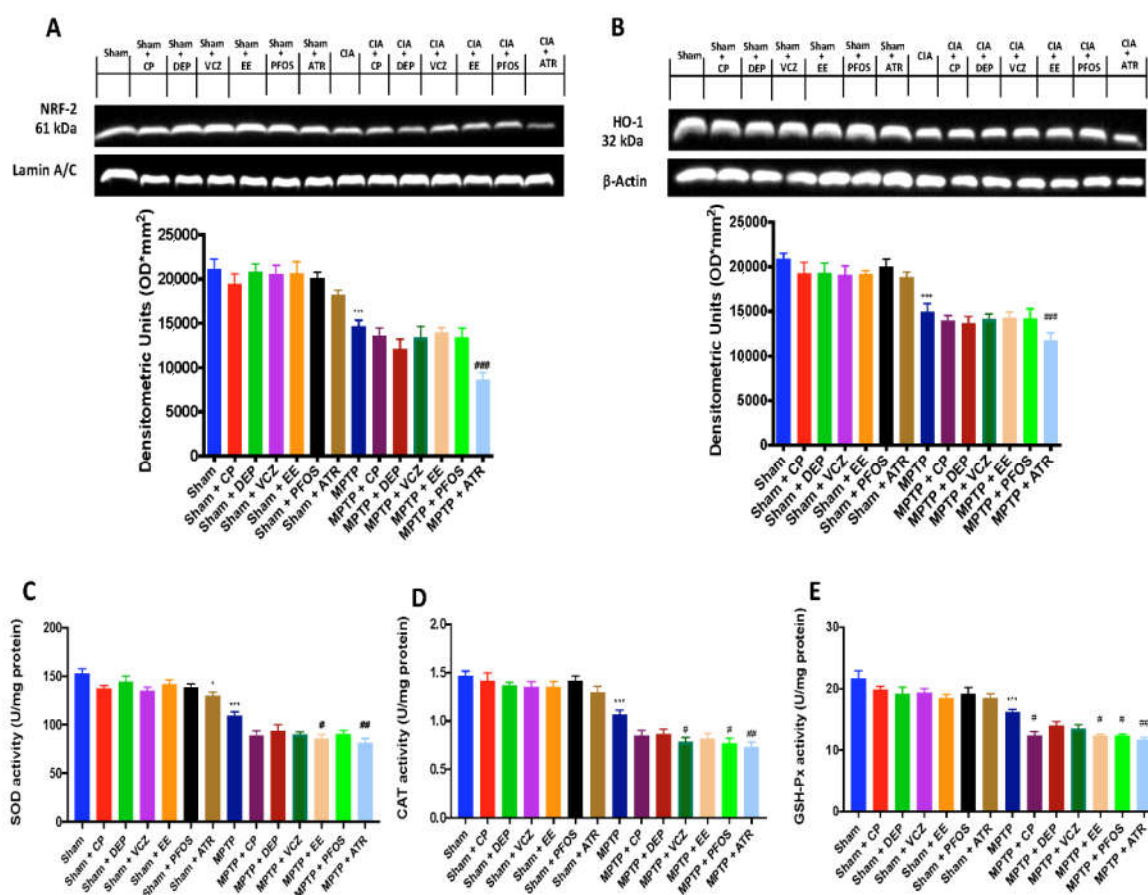 A
Sham
Sham + CP
Sham + DEP
Sham + VCZ
Sham + EE
Sham + PFOS
Sham + ATR
CIA
CIA + CP
CIA + DEP
CIA + VCZ
CIA + EE
CIA + PFOS
CIA + ATR
NRF-2
61 kDa
Lamin A/C
Densitometric Units (OD*mm²)
25000
20000
15000
10000
5000
0
***
###
Sham
Sham + CP
Sham + DEP
Sham + VCZ
Sham + EE
Sham + PFOS
Sham + ATR
MPTP
MPTP + CP
MPTP + DEP
MPTP + VCZ
MPTP + EE
MPTP + PFOS
MPTP + ATR
B
Sham
Sham + CP
Sham + DEP
Sham + VCZ
Sham + EE
Sham + PFOS
Sham + ATR
CIA
CIA + CP
CIA + DEP
CIA + VCZ
CIA + EE
CIA + PFOS
CIA + ATR
HO-1
32 kDa
β-Actin
Densitometric Units (OD*mm²)
25000
20000
15000
10000
5000
0
***
###
Sham
Sham + CP
Sham + DEP
Sham + VCZ
Sham + EE
Sham + PFOS
Sham + ATR
MPTP
MPTP + CP
MPTP + DEP
MPTP + VCZ
MPTP + EE
MPTP + PFOS
MPTP + ATR
C
SOD activity (U/mg protein)
200
150
100
50
0
*
***
#
##
Sham
Sham + CP
Sham + DEP
Sham + VCZ
Sham + EE
Sham + PFOS
Sham + ATR
MPTP
MPTP + CP
MPTP + DEP
MPTP + VCZ
MPTP + EE
MPTP + PFOS
MPTP + ATR
D
CAT activity (U/mg protein)
2.0
1.5
1.0
0.5
0.0
***
#
#
##
Sham
Sham + CP
Sham + DEP
Sham + VCZ
Sham + EE
Sham + PFOS
Sham + ATR
MPTP
MPTP + CP
MPTP + DEP
MPTP + VCZ
MPTP + EE
MPTP + PFOS
MPTP + ATR
E
GSH-Px activity (U/mg protein)
30
20
10
0
***
#
#
#
##
Sham
Sham + CP
Sham + DEP
Sham + VCZ
Sham + EE
Sham + PFOS
Sham + ATR
MPTP
MPTP + CP
MPTP + DEP
MPTP + VCZ
MPTP + EE
MPTP + PFOS
MPTP + ATR